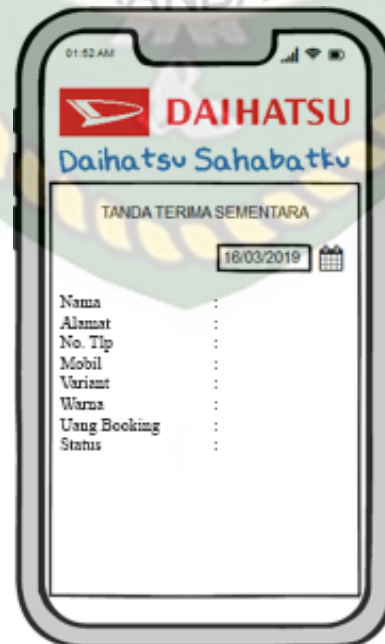 01:52 AM
DAIHATSU
Daihatsu Sahabatku
TANDA TERIMA SEMENTARA
16/03/2019
Nama :
Alamat :
No. Tlp :
Mobil :
Variant :
Warna :
Uang Booking :
Status :